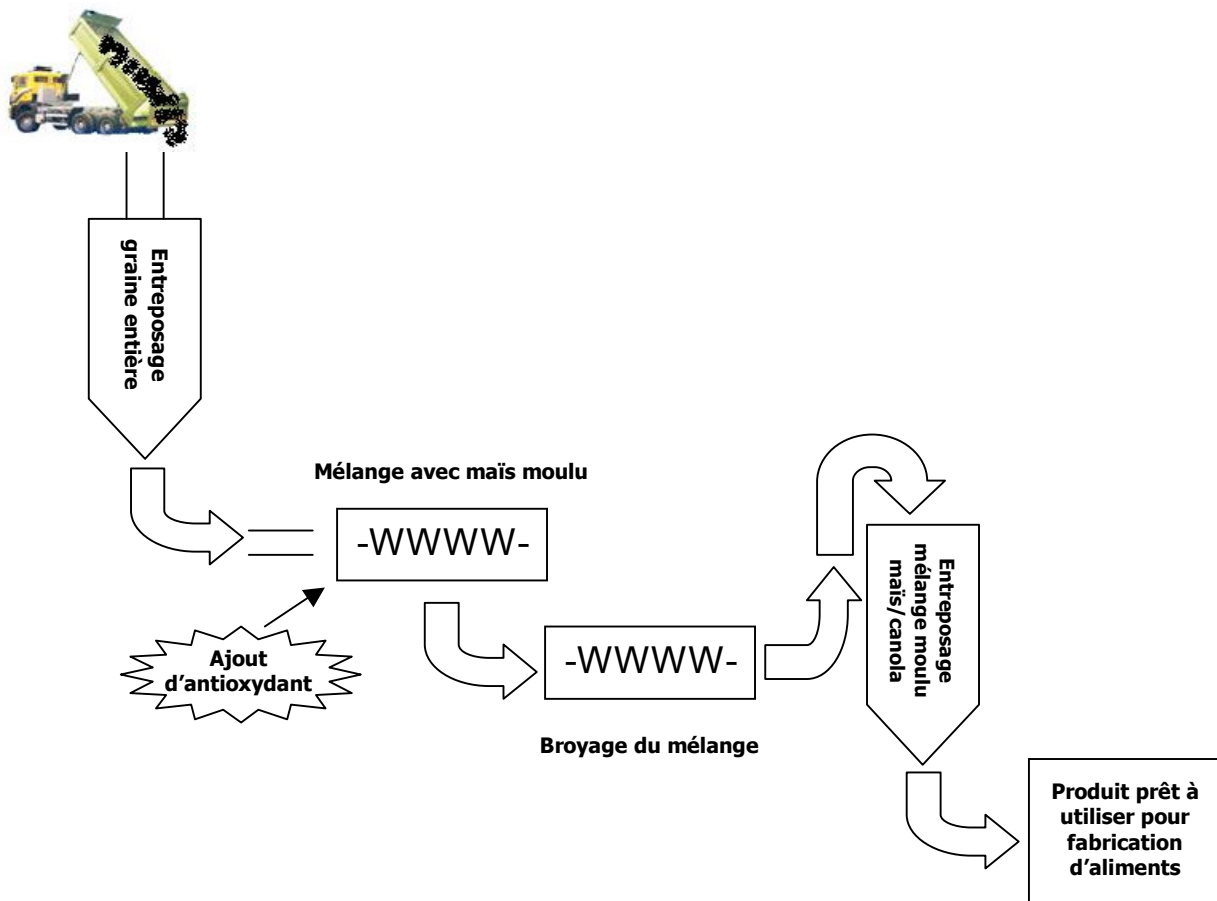 Entreposage
graine entière
Mélange avec maïs moulu
-WWWW-
Ajout
d'antioxydant
-WWWW-
Broyage du mélange
Entreposage
mélange moulu
maïs/canola
Produit prêt à
utiliser pour
fabrication
d'aliments